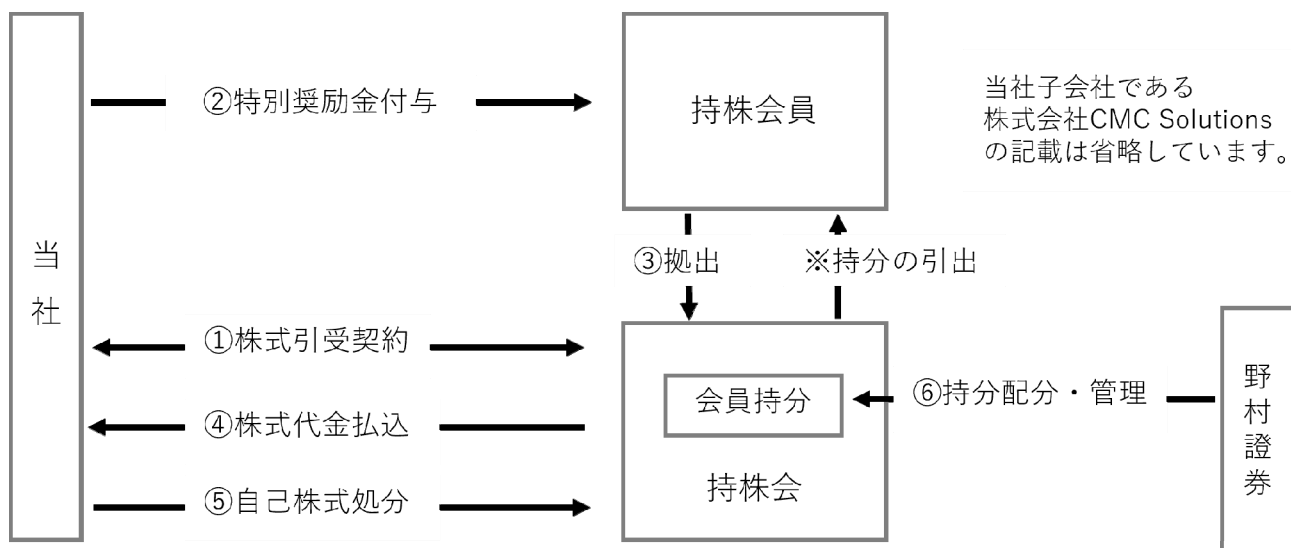 ②特別奨励金付与
持株会員
当社子会社である
株式会社CMC Solutions
の記載は省略しています。
当社
③拠出
※持分の引出
①株式引受契約
会員持分
⑥持分配分・管理
野村證券
④株式代金払込
持株会
⑤自己株式処分